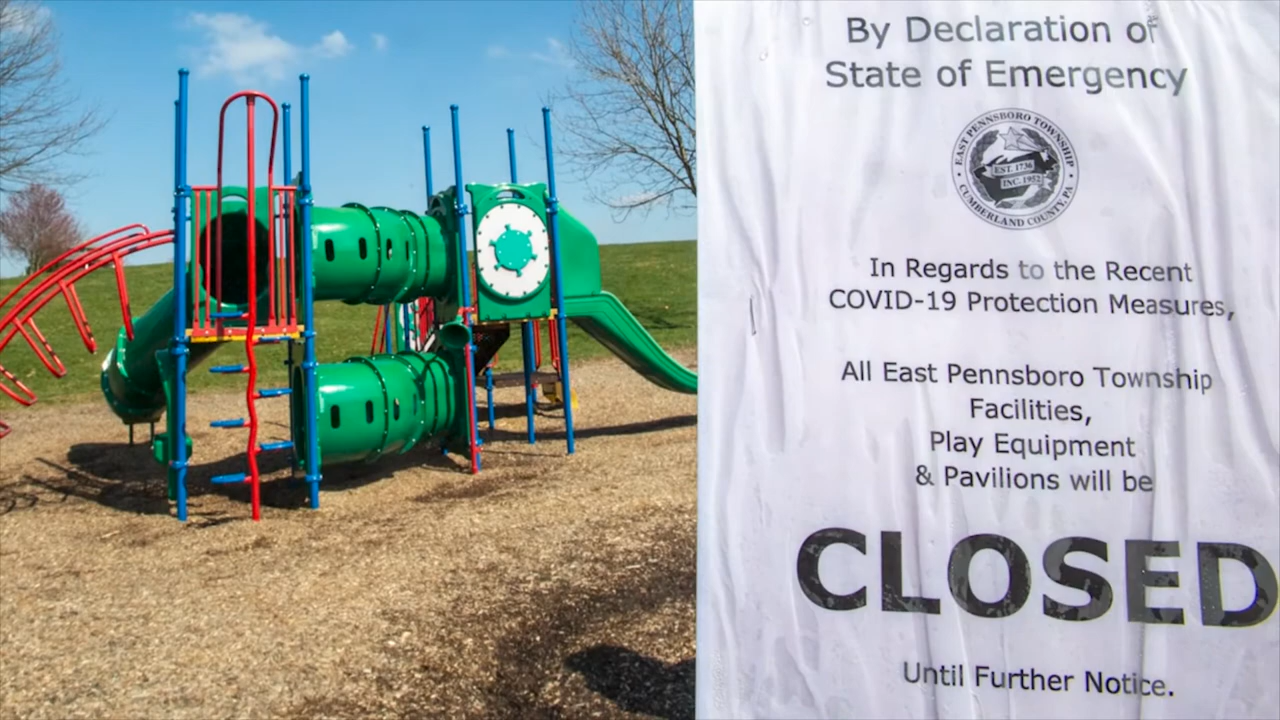 By Declaration of
State of Emergency
EAST PENNSBORO TOWNSHIP
EST. 1736
INC. 1952
CUMBERLAND COUNTY, PA
In Regards to the Recent
COVID-19 Protection Measures,
All East Pennsboro Township
Facilities,
Play Equipment
& Pavilions will be
CLOSED
Until Further Notice.